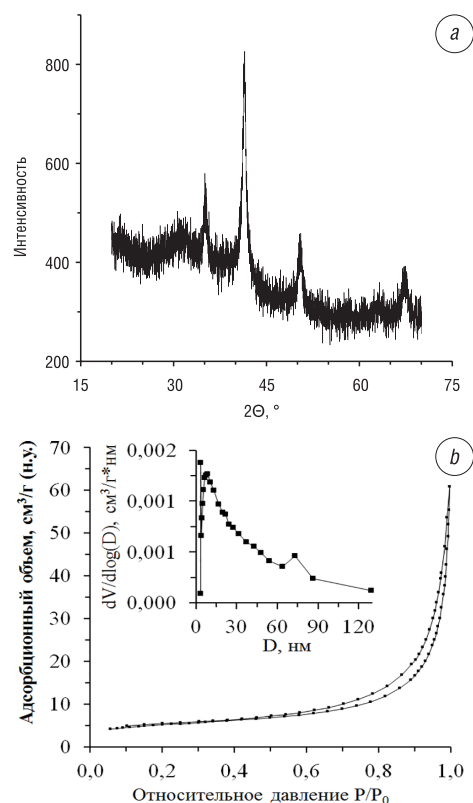 a
800
600
400
200
Интенсивность
15 30 45 60 75
2Θ, °
b
70
60
50
40
30
20
10
0
Адсорбционный объем, см³/г (н.у.)
0,002
0,001
0,001
0,000
dV/dlog(D), см³/г*нм
0 30 60 90 120
D, нм
0,0 0,2 0,4 0,6 0,8 1,0
Относительное давление P/P₀